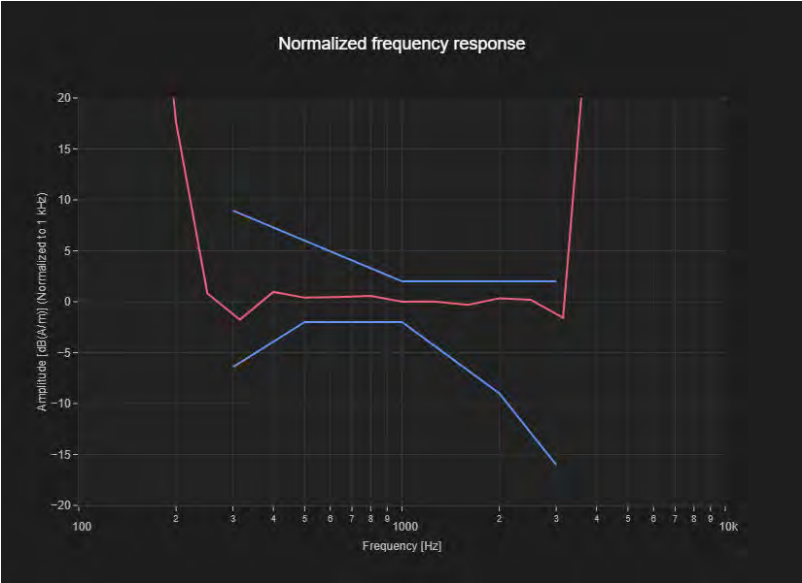 Normalized frequency response
20
15
10
5
0
−5
−10
−15
−20
Amplitude [dB(A/m)] (Normalized to 1 kHz)
100 2 3 4 5 6 7 8 9 1000 2 3 4 5 6 7 8 9 10k
Frequency [Hz]